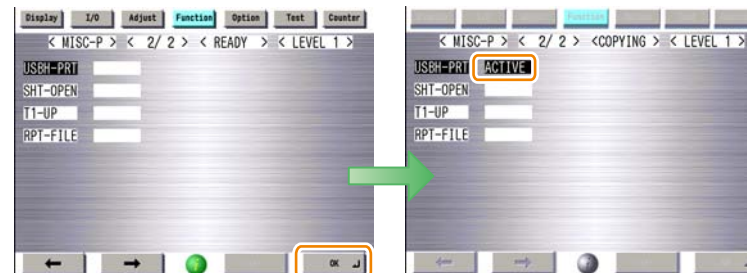 Display I/O Adjust Function Option Test Counter
< MISC-P > < 2/ 2 > < READY > < LEVEL 1 >
USBH-PRT
SHT-OPEN
T1-UP
RPT-FILE
OK
Function
< MISC-P > < 2/ 2 > <COPYING > < LEVEL 1 >
USBH-PRT ACTIVE
SHT-OPEN
T1-UP
RPT-FILE